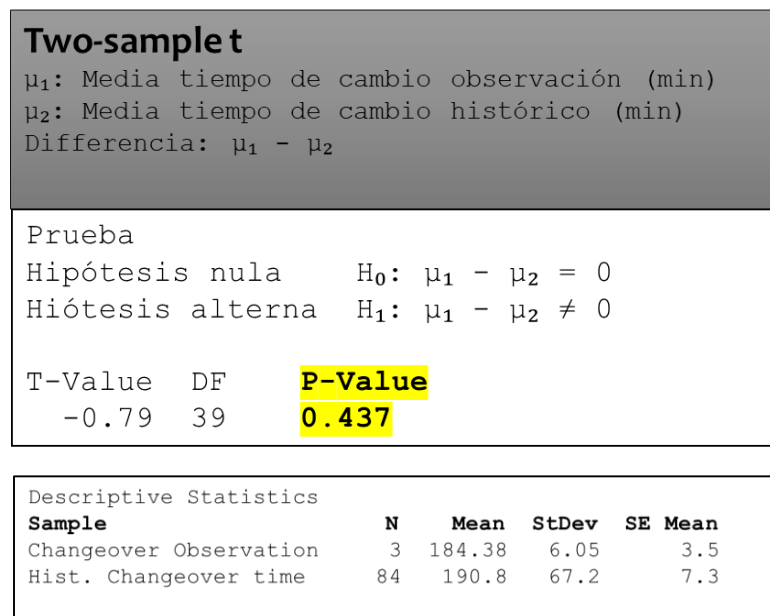 Two-sample t
μ₁: Media tiempo de cambio observación (min)
μ₂: Media tiempo de cambio histórico (min)
Differencia: μ₁ - μ₂
Prueba
Hipótesis nula H₀: μ₁ - μ₂ = 0
Hiótesis alterna H₁: μ₁ - μ₂ ≠ 0
T-Value DF P-Value
-0.79 39 0.437
Descriptive Statistics
Sample N Mean StDev SE Mean
Changeover Observation 3 184.38 6.05 3.5
Hist. Changeover time 84 190.8 67.2 7.3